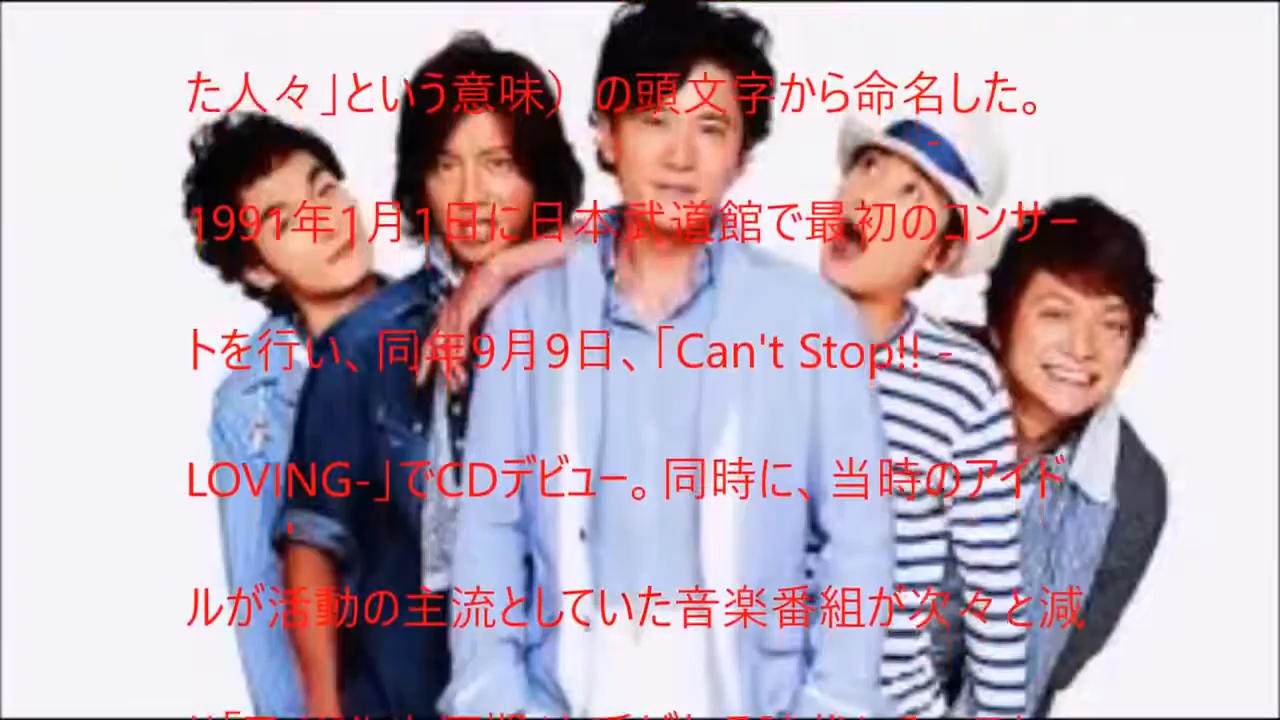 た人々」という意味） の頭文字から命名した。
1991年1月1日に日本武道館で最初のコンサー
トを行い、同年9月9日、「Can't Stop!! -
LOVING-」でCDデビュー。同時に、当時のアイド
ルが活動の主流としていた音楽番組が次々と減